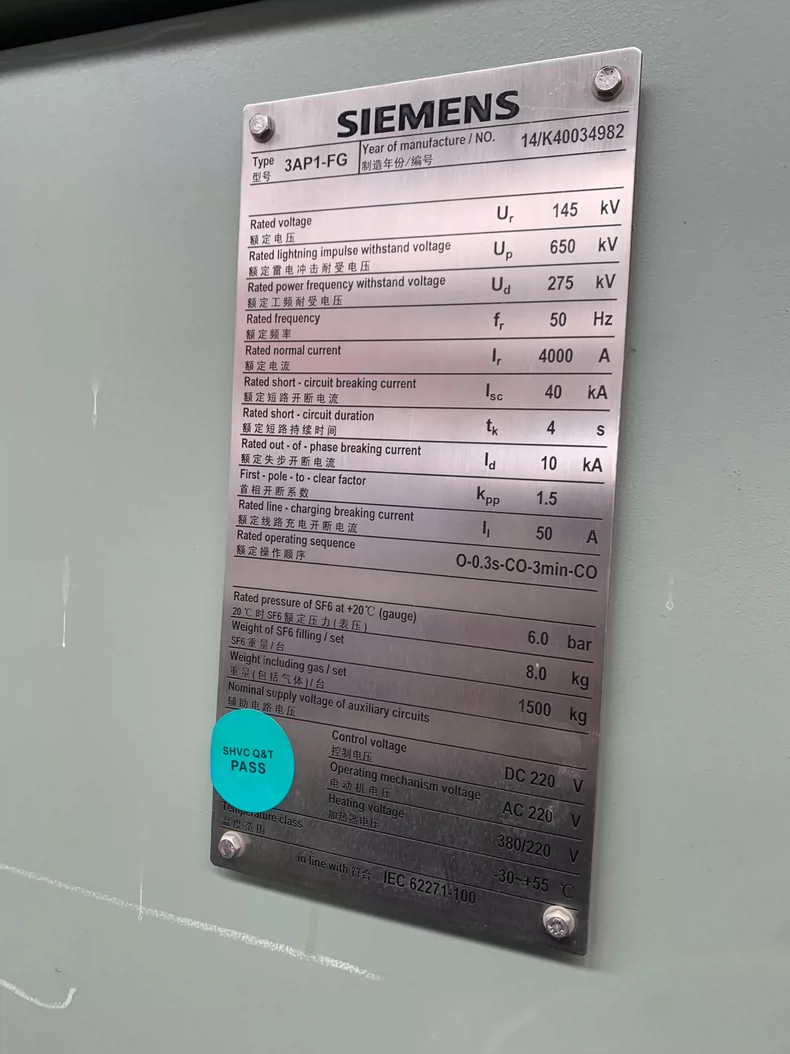 SIEMENS
Type 3AP1-FG Year of manufacture / NO. 14/K40034982
型号 制造年份/编号
Rated voltage Ur 145 kV
额定电压
Rated lightning impulse withstand voltage Up 650 kV
额定雷电冲击耐受电压
Rated power frequency withstand voltage Ud 275 kV
额定工频耐受电压
Rated frequency fr 50 Hz
额定频率
Rated normal current Ir 4000 A
额定电流
Rated short - circuit breaking current Isc 40 kA
额定短路开断电流
Rated short - circuit duration tk 4 s
额定短路持续时间
Rated out - of - phase breaking current Id 10 kA
额定失步开断电流
First - pole - to - clear factor kpp 1.5
首相开断系数
Rated line - charging breaking current Il 50 A
额定线路充电开断电流
Rated operating sequence O-0.3s-CO-3min-CO
额定操作顺序
Rated pressure of SF6 at +20℃ (gauge) 6.0 bar
20℃时SF6额定压力(表压)
Weight of SF6 filling / set 8.0 kg
SF6重量/台
Weight including gas / set 1500 kg
重量(包括气体)/台
Nominal supply voltage of auxiliary circuits
辅助电路电压
Control voltage DC 220 V
控制电压
Operating mechanism voltage AC 220 V
电动机电压
Heating voltage 380/220 V
加热器电压
SHVC Q&T
PASS
Temperature class -30~+55 ℃
温度范围
in line with 符合 IEC 62271-100